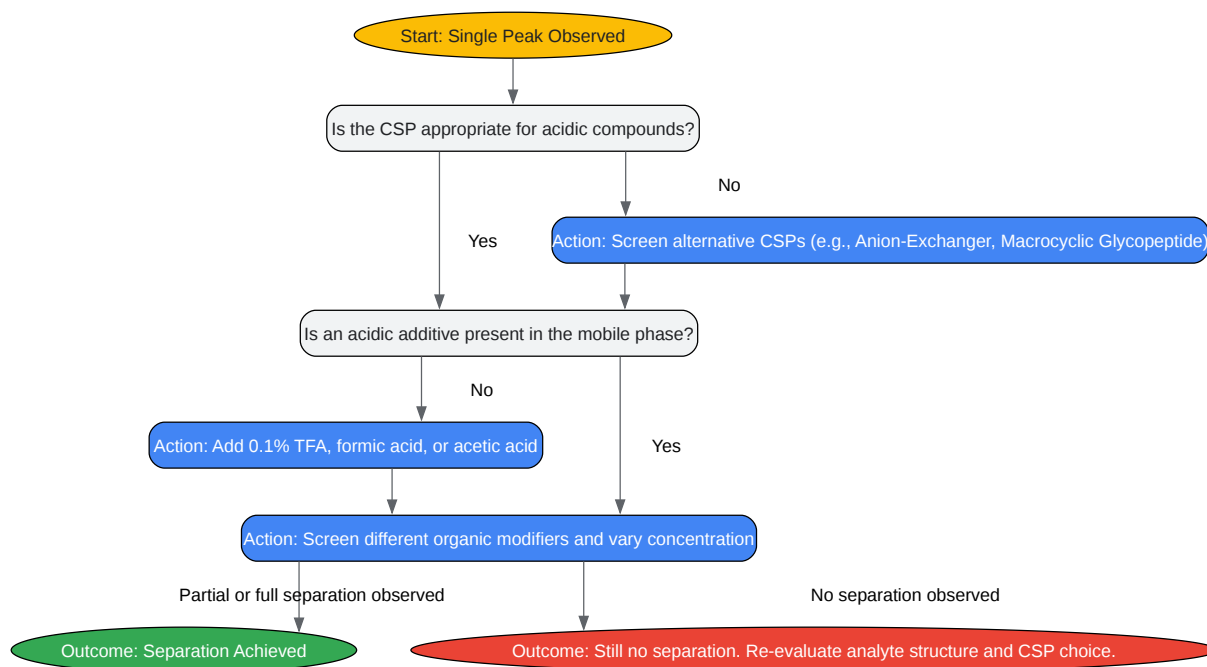 Start: Single Peak Observed
Is the CSP appropriate for acidic compounds?
No
Yes
Action: Screen alternative CSPs (e.g., Anion-Exchanger, Macrocyclic Glycopeptide)
Is an acidic additive present in the mobile phase?
No
Action: Add 0.1% TFA, formic acid, or acetic acid
Yes
Action: Screen different organic modifiers and vary concentration
Partial or full separation observed
No separation observed
Outcome: Separation Achieved
Outcome: Still no separation. Re-evaluate analyte structure and CSP choice.